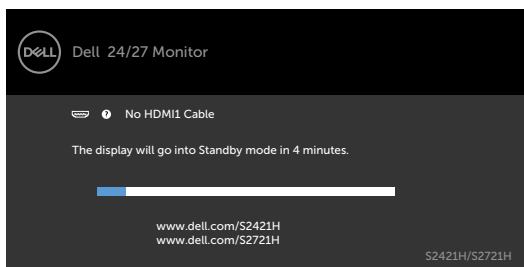 DELL
Dell 24/27 Monitor
? No HDMI1 Cable
The display will go into Standby mode in 4 minutes.
www.dell.com/S2421H
www.dell.com/S2721H
S2421H/S2721H